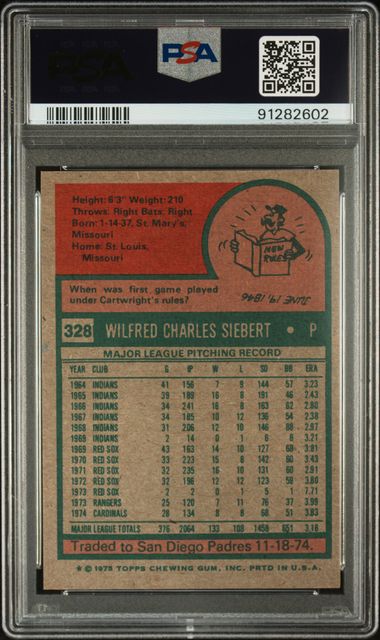 PSA
PSA
91282602
Height: 6'3" Weight: 210
Throws: Right Bats: Right
Born: 1-14-37, St. Mary's,
Missouri
Home: St. Louis,
Missouri
NEW
RULES
When was first game played
under Cartwright's rules?
JUNE 19, 1846
328 WILFRED CHARLES SIEBERT • P
MAJOR LEAGUE PITCHING RECORD
YEAR CLUB G IP W L SO BB ERA
1964 INDIANS 41 156 7 9 144 57 3.23
1965 INDIANS 39 189 16 8 191 46 2.43
1966 INDIANS 34 241 16 8 163 62 2.80
1967 INDIANS 34 185 10 12 136 54 2.38
1968 INDIANS 31 206 12 10 146 88 2.97
1969 INDIANS 2 14 0 1 6 8 3.21
1969 RED SOX 43 163 14 10 127 68 3.81
1970 RED SOX 33 223 15 8 142 60 3.43
1971 RED SOX 32 235 16 10 131 60 2.91
1972 RED SOX 32 196 12 12 123 59 3.80
1973 RED SOX 2 2 0 1 5 1 7.71
1973 RANGERS 25 120 7 11 76 37 3.99
1974 CARDINALS 28 134 8 8 68 51 3.83
MAJOR LEAGUE TOTALS 376 2064 133 108 1458 651 3.16
Traded to San Diego Padres 11-18-74.
* © 1975 TOPPS CHEWING GUM, INC. PRTD IN U.S.A.